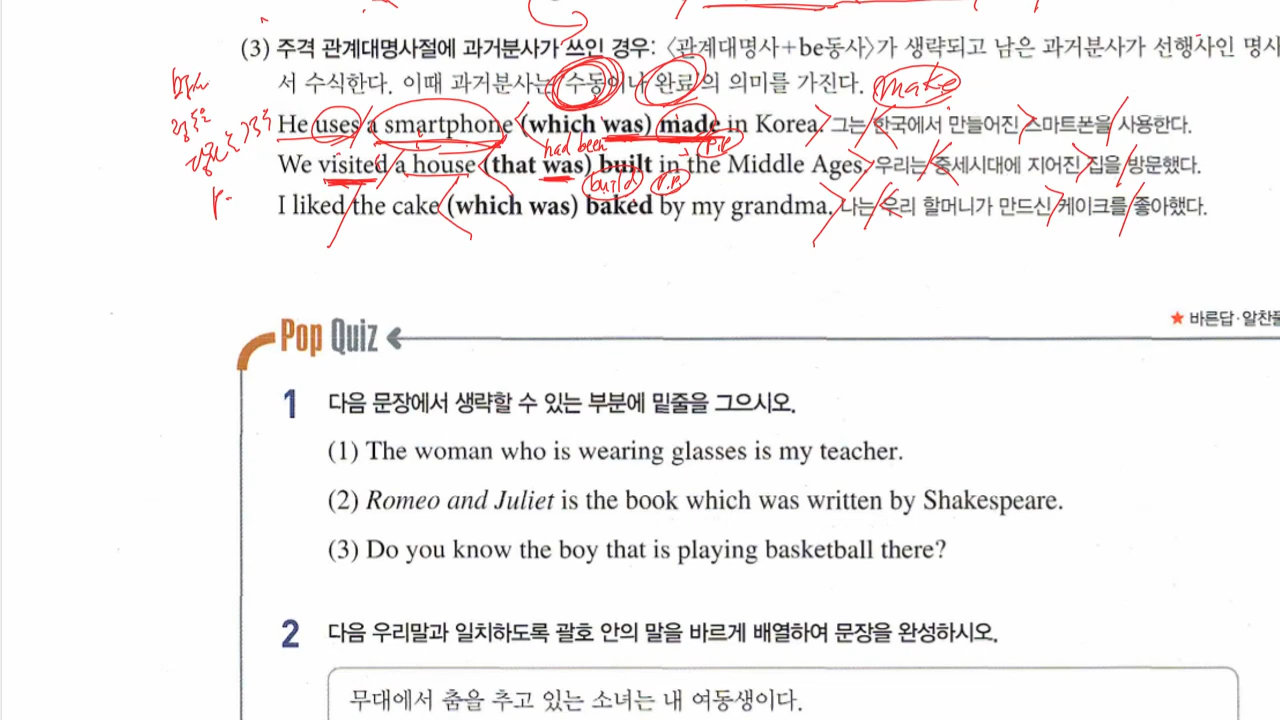 (3) 주격 관계대명사절에 과거분사가 쓰인 경우: 〈관계대명사+be동사〉가 생략되고 남은 과거분사가 선행사인 명사
서 수식한다. 이때 과거분사는 수동이나 완료의 의미를 가진다. make
He uses a smartphone (which was) made in Korea. 그는 한국에서 만들어진 스마트폰을 사용한다.
had been P.P
We visited a house (that was) built in the Middle Ages. 우리는 중세시대에 지어진 집을 방문했다.
build P.P
I liked the cake (which was) baked by my grandma. 나는 우리 할머니가 만드신 케이크를 좋아했다.
Pop Quiz
★ 바른답·알찬풀
1 다음 문장에서 생략할 수 있는 부분에 밑줄을 그으시오.
(1) The woman who is wearing glasses is my teacher.
(2) Romeo and Juliet is the book which was written by Shakespeare.
(3) Do you know the boy that is playing basketball there?
2 다음 우리말과 일치하도록 괄호 안의 말을 바르게 배열하여 문장을 완성하시오.
무대에서 춤을 추고 있는 소녀는 내 여동생이다.